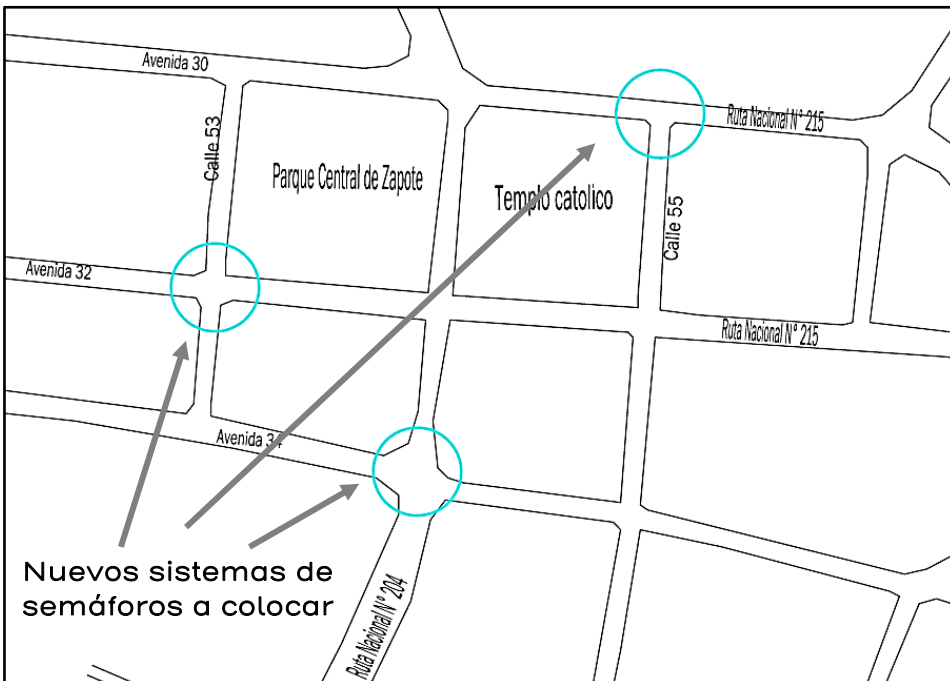 Avenida 30
Ruta Nacional N° 215
Calle 53
Parque Central de Zapote
Templo catolico
Calle 55
Avenida 32
Ruta Nacional N° 215
Avenida 34
Nuevos sistemas de
semáforos a colocar
Ruta Nacional N° 204